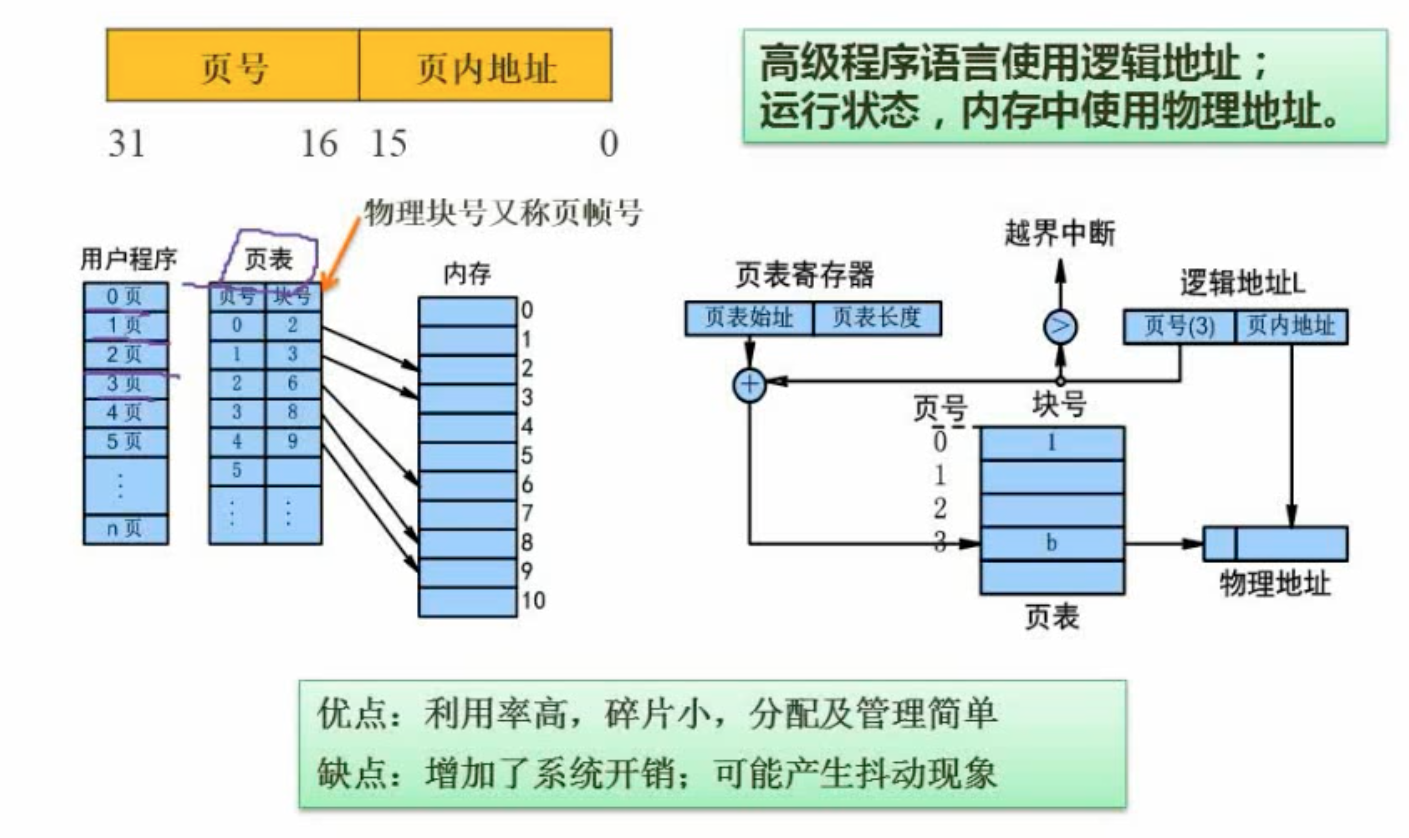 页号 页内地址
31 16 15 0
高级程序语言使用逻辑地址；
运行状态，内存中使用物理地址。
物理块号又称页帧号
用户程序
0页
1页
2页
3页
4页
5页
⋮
n页
页表
页号 块号
0 2
1 3
2 6
3 8
4 9
5
⋮ ⋮
内存
0
1
2
3
4
5
6
7
8
9
10
越界中断
页表寄存器
页表始址 页表长度
>
逻辑地址L
页号(3) 页内地址
+
页号 块号
0 1
1
2
3 b
页表
物理地址
优点：利用率高，碎片小，分配及管理简单
缺点：增加了系统开销；可能产生抖动现象